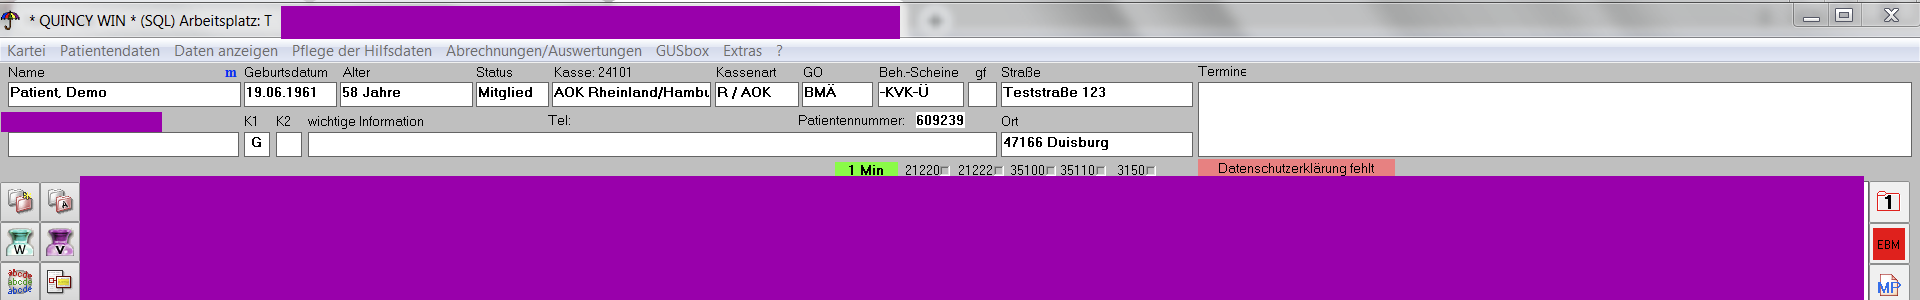 * QUINCY WIN * (SQL) Arbeitsplatz: T
Kartei Patientendaten Daten anzeigen Pflege der Hilfsdaten Abrechnungen/Auswertungen GUSbox Extras ?
Name m Geburtsdatum Alter Status Kasse: 24101 Kassenart GO Beh.-Scheine gf Straße Termine
Patient, Demo 19.06.1961 58 Jahre Mitglied AOK Rheinland/Hambu R / AOK BMÄ -KVK-Ü Teststraße 123
K1 K2 wichtige Information Tel: Patientennummer: 609239 Ort
G 47166 Duisburg
1 Min 21220 21222 35100 35110 3150 Datenschutzerklärung fehlt
A 1
W V EBM
abcde
abcde
abcde MP